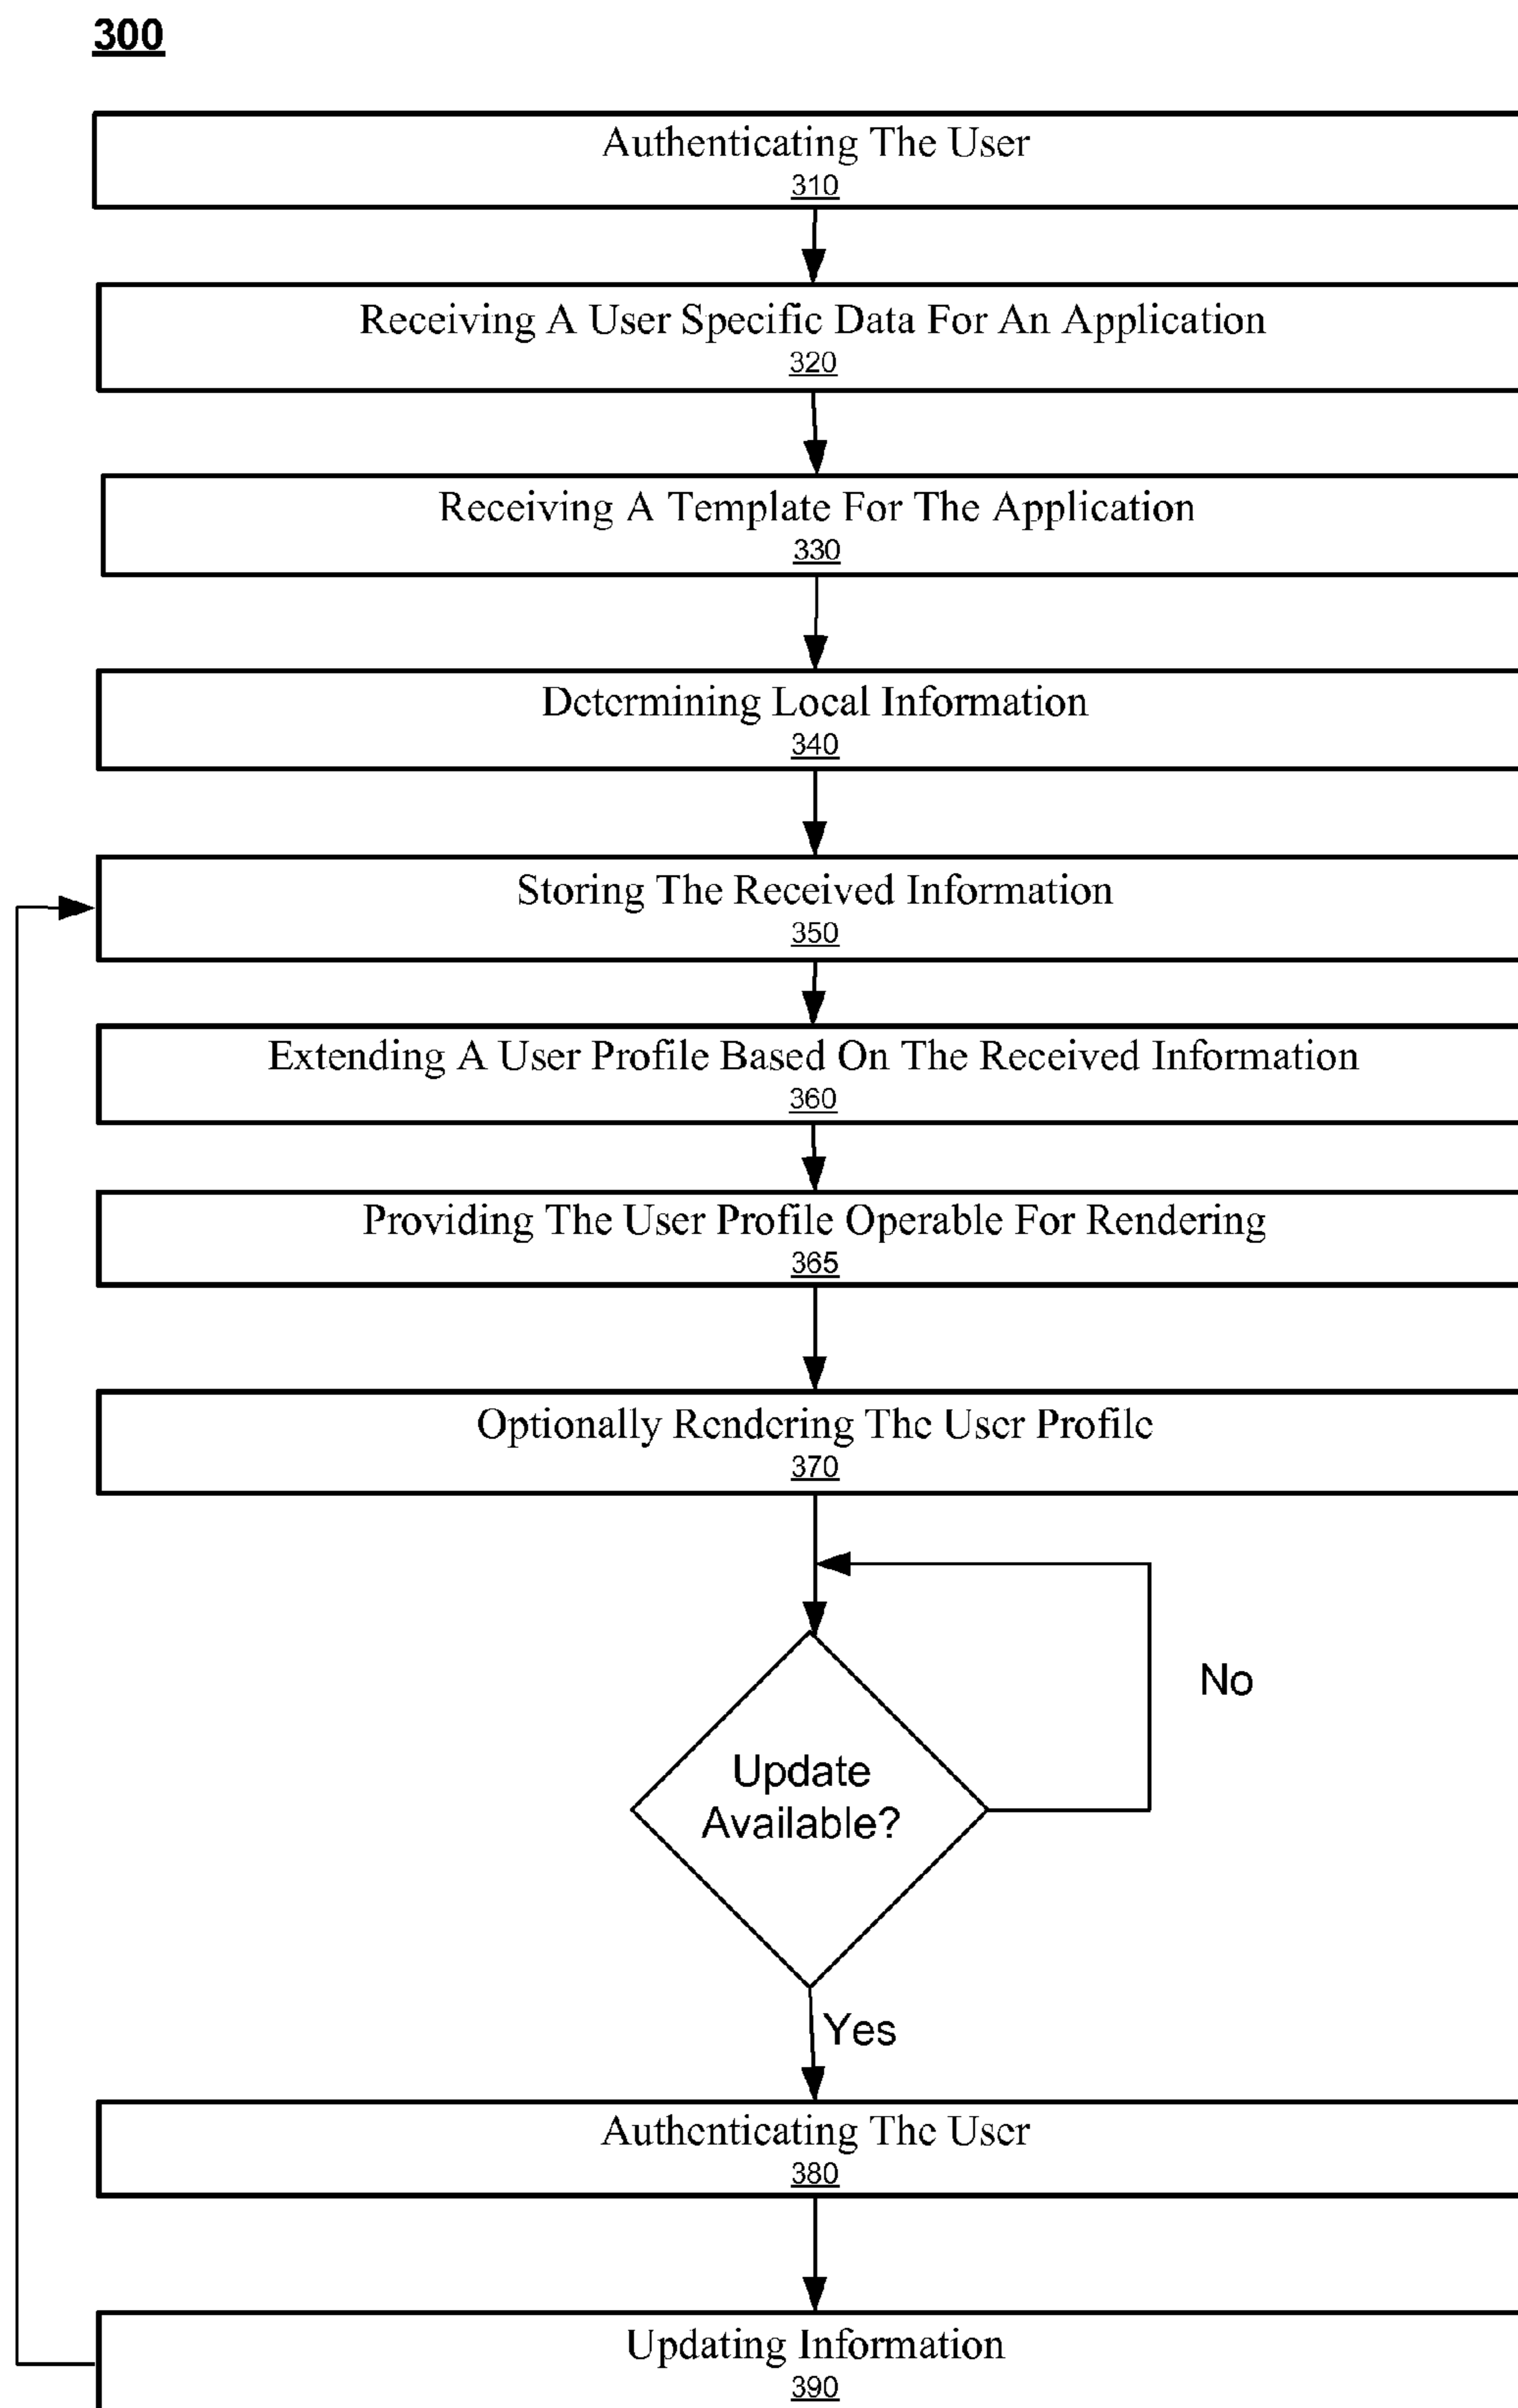 300
Authenticating The User
310
Receiving A User Specific Data For An Application
320
Receiving A Template For The Application
330
Determining Local Information
340
Storing The Received Information
350
Extending A User Profile Based On The Received Information
360
Providing The User Profile Operable For Rendering
365
Optionally Rendering The User Profile
370
No
Update
Available?
Yes
Authenticating The User
380
Updating Information
390